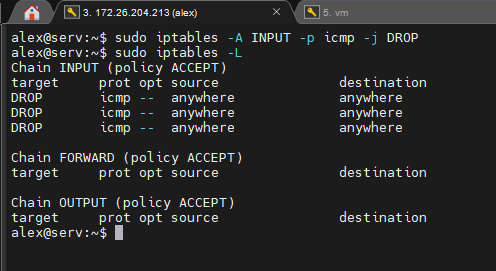 3. 172.26.204.213 (alex)
5. vm
alex@serv:~$ sudo iptables -A INPUT -p icmp -j DROP
alex@serv:~$ sudo iptables -L
Chain INPUT (policy ACCEPT)
target     prot opt source               destination
DROP       icmp --  anywhere             anywhere
DROP       icmp --  anywhere             anywhere
DROP       icmp --  anywhere             anywhere

Chain FORWARD (policy ACCEPT)
target     prot opt source               destination

Chain OUTPUT (policy ACCEPT)
target     prot opt source               destination
alex@serv:~$